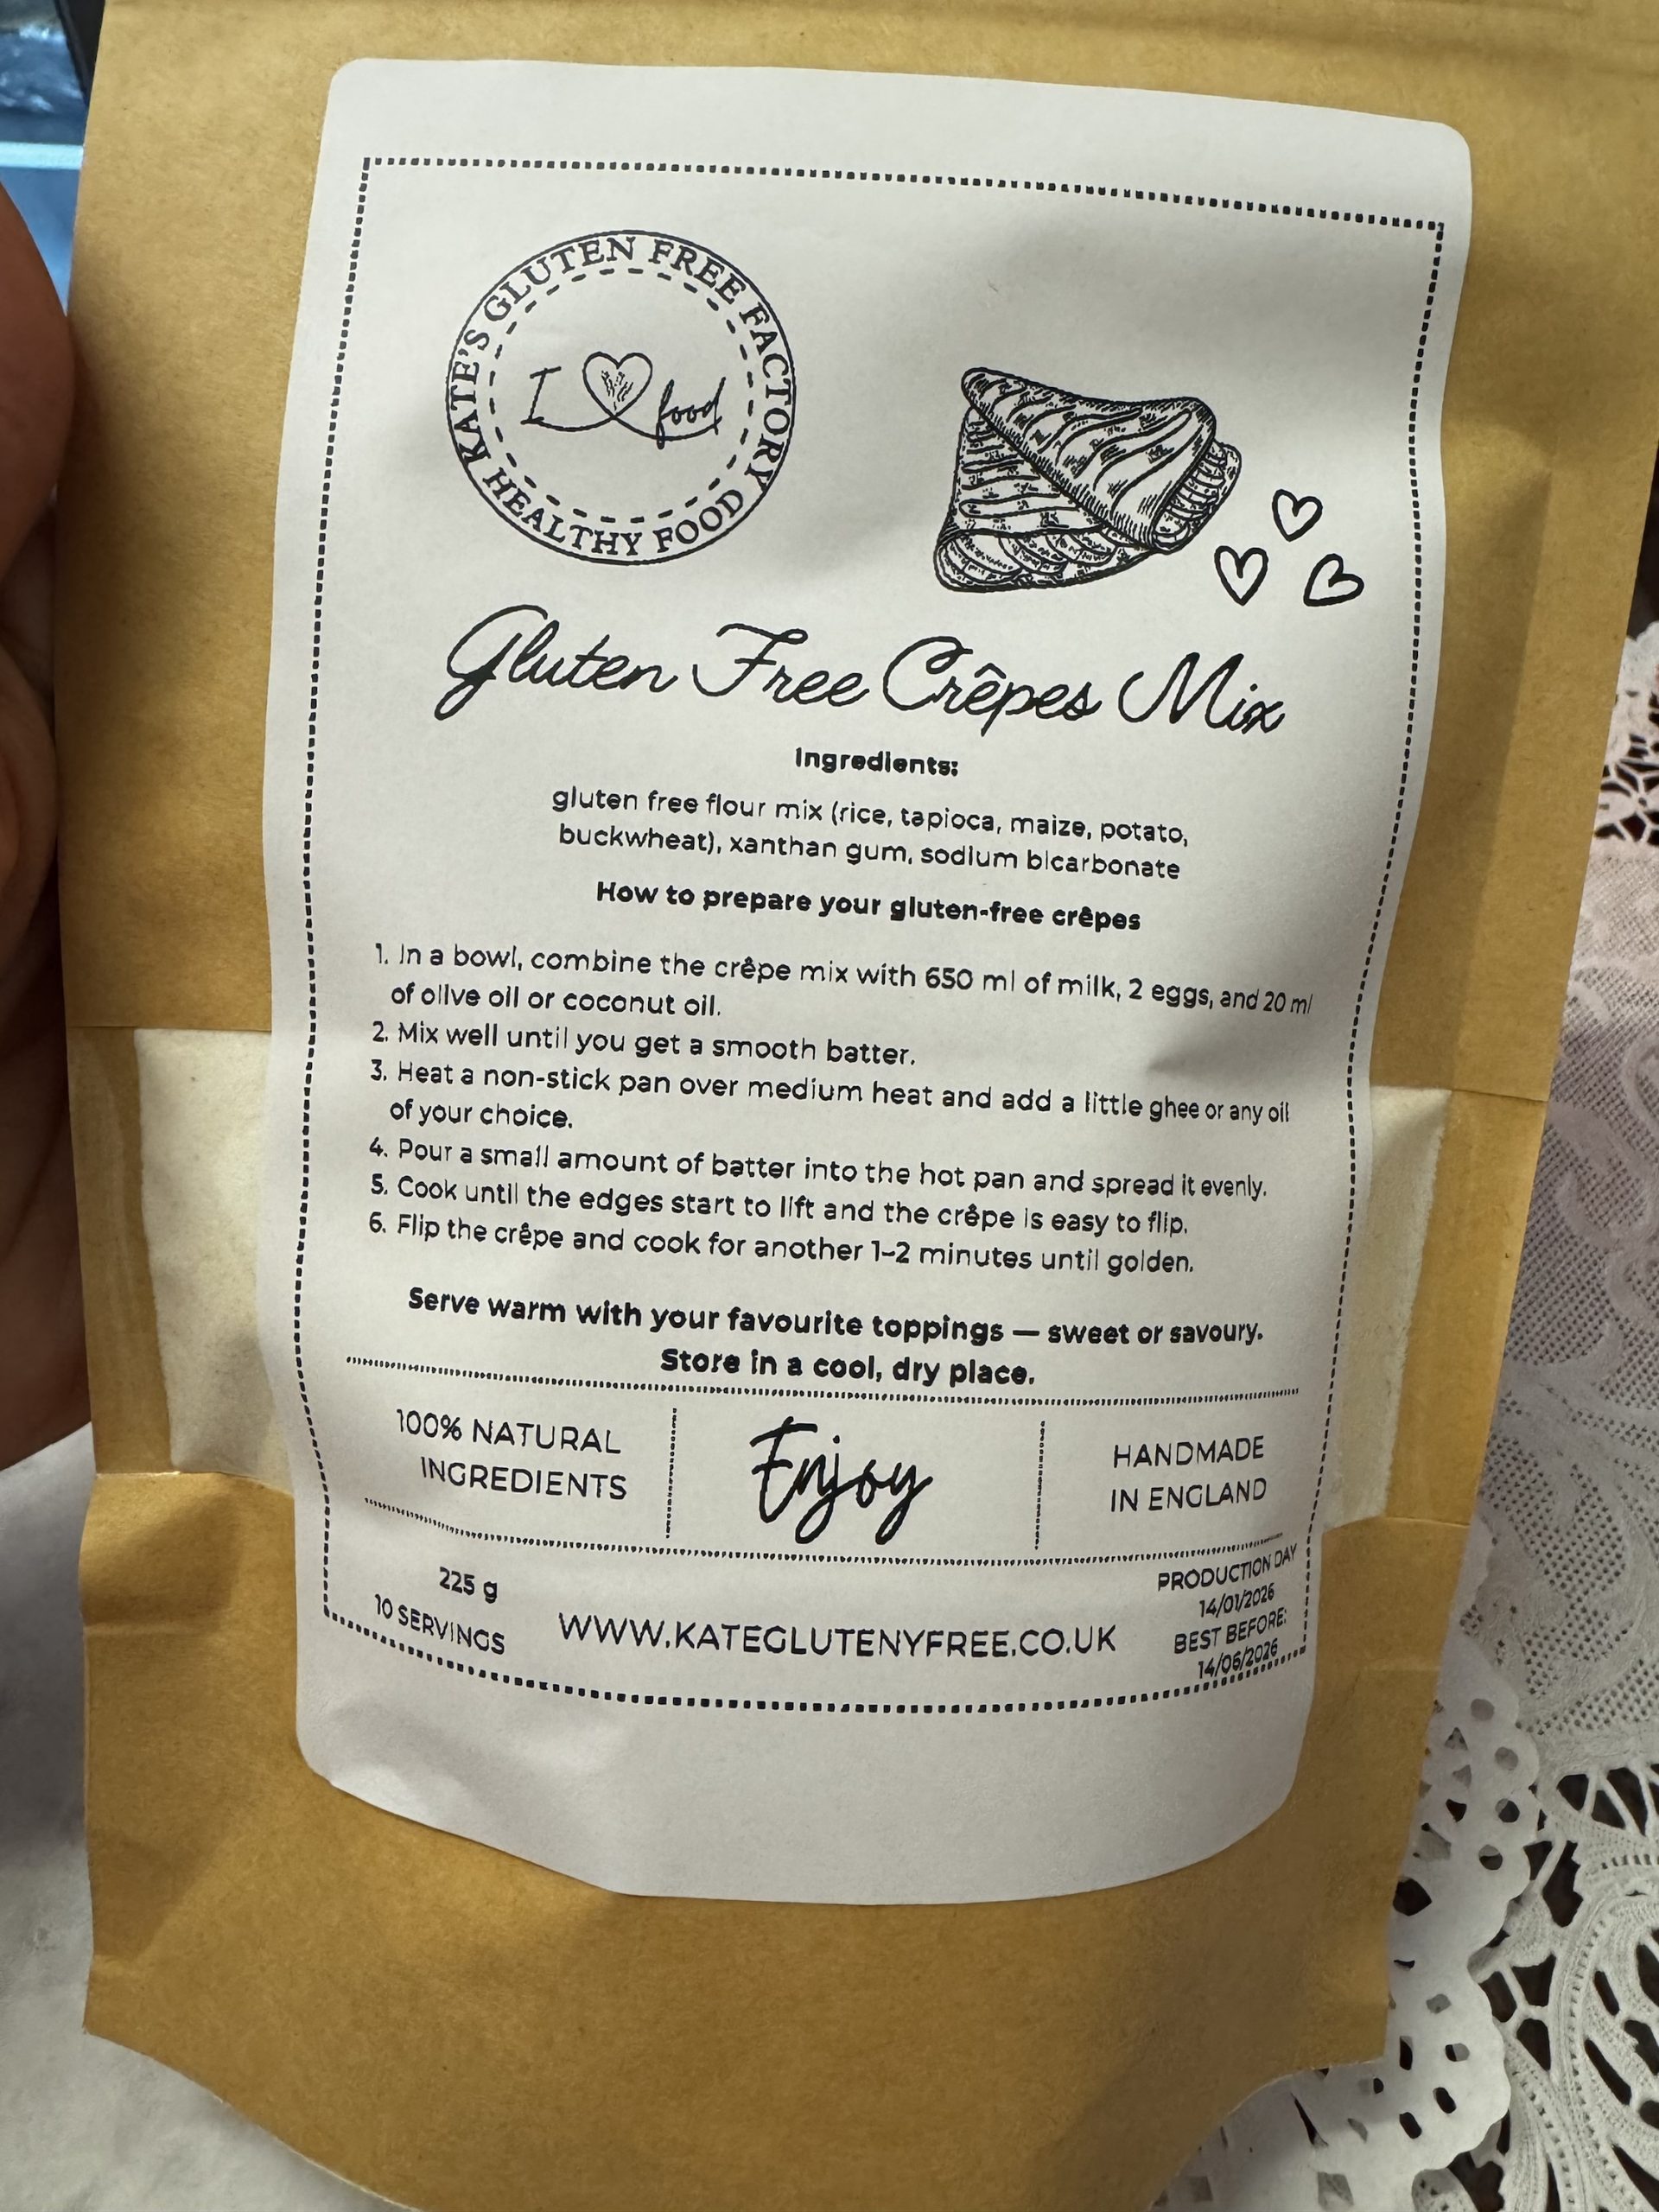 KATE'S GLUTEN FREE FACTORY
I food
HEALTHY FOOD
Gluten Free Crêpes Mix
Ingredients:
gluten free flour mix (rice, tapioca, maize, potato,
buckwheat), xanthan gum, sodium bicarbonate
How to prepare your gluten-free crêpes
1. In a bowl, combine the crêpe mix with 650 ml of milk, 2 eggs, and 20 ml
of olive oil or coconut oil.
2. Mix well until you get a smooth batter.
3. Heat a non-stick pan over medium heat and add a little ghee or any oil
of your choice.
4. Pour a small amount of batter into the hot pan and spread it evenly.
5. Cook until the edges start to lift and the crêpe is easy to flip.
6. Flip the crêpe and cook for another 1–2 minutes until golden.
Serve warm with your favourite toppings — sweet or savoury.
Store in a cool, dry place.
100% NATURAL
INGREDIENTS
Enjoy
HANDMADE
IN ENGLAND
225 g
10 SERVINGS
WWW.KATEGLUTENYFREE.CO.UK
PRODUCTION DAY
14/01/2026
BEST BEFORE:
14/06/2026